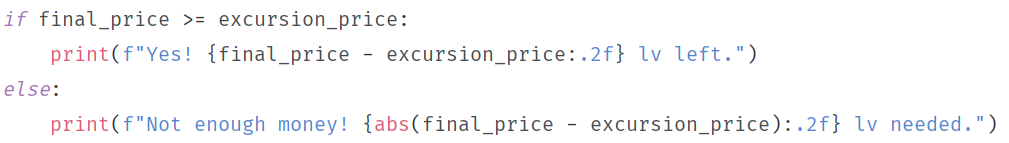 if final_price >= excursion_price:
    print(f"Yes! {final_price - excursion_price:.2f} lv left.")
else:
    print(f"Not enough money! {abs(final_price - excursion_price):.2f} lv needed.")